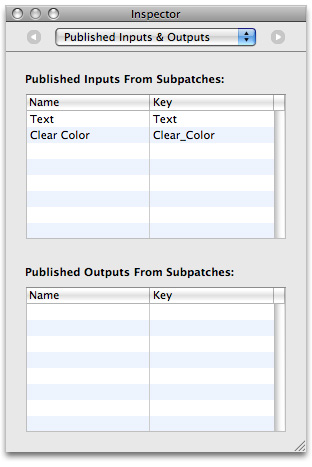 Inspector
Published Inputs & Outputs
Published Inputs From Subpatches:
Name Key
Text Text
Clear Color Clear_Color
Published Outputs From Subpatches:
Name Key